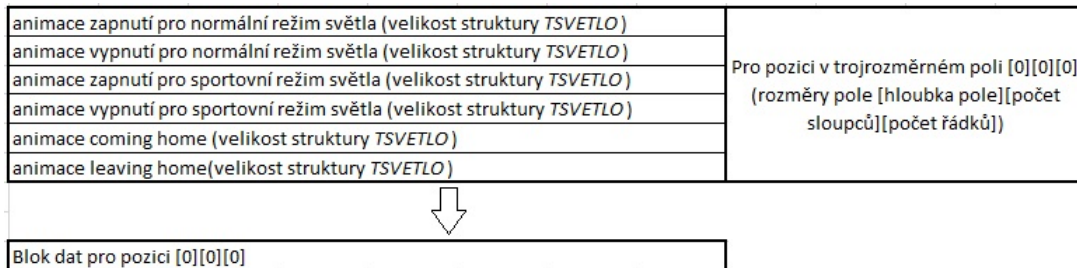 animace zapnutí pro normální režim světla (velikost struktury TSVETLO)
animace vypnutí pro normální režim světla (velikost struktury TSVETLO)
animace zapnutí pro sportovní režim světla (velikost struktury TSVETLO)
animace vypnutí pro sportovní režim světla (velikost struktury TSVETLO)
animace coming home (velikost struktury TSVETLO)
animace leaving home(velikost struktury TSVETLO)
Pro pozici v trojrozměrném poli [0][0][0]
(rozměry pole [hloubka pole][počet
sloupců][počet řádků])
Blok dat pro pozici [0][0][0]